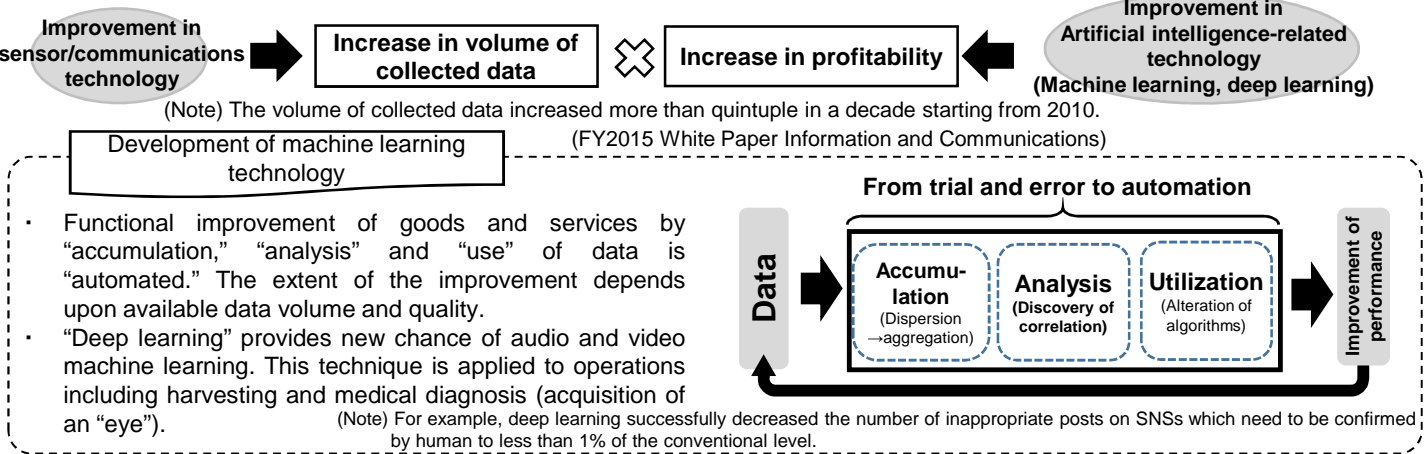 Improvement in
sensor/communications
technology
Increase in volume of
collected data
Increase in profitability
Improvement in
Artificial intelligence-related
technology
(Machine learning, deep learning)
(Note) The volume of collected data increased more than quintuple in a decade starting from 2010.
(FY2015 White Paper Information and Communications)
Development of machine learning
technology
· Functional improvement of goods and services by
“accumulation,” “analysis” and “use” of data is
“automated.” The extent of the improvement depends
upon available data volume and quality.
· “Deep learning” provides new chance of audio and video
machine learning. This technique is applied to operations
including harvesting and medical diagnosis (acquisition of
an “eye”).
From trial and error to automation
Data
Accumu-
lation
(Dispersion
→aggregation)
Analysis
(Discovery of
correlation)
Utilization
(Alteration of
algorithms)
Improvement of
performance
(Note) For example, deep learning successfully decreased the number of inappropriate posts on SNSs which need to be confirmed
by human to less than 1% of the conventional level.